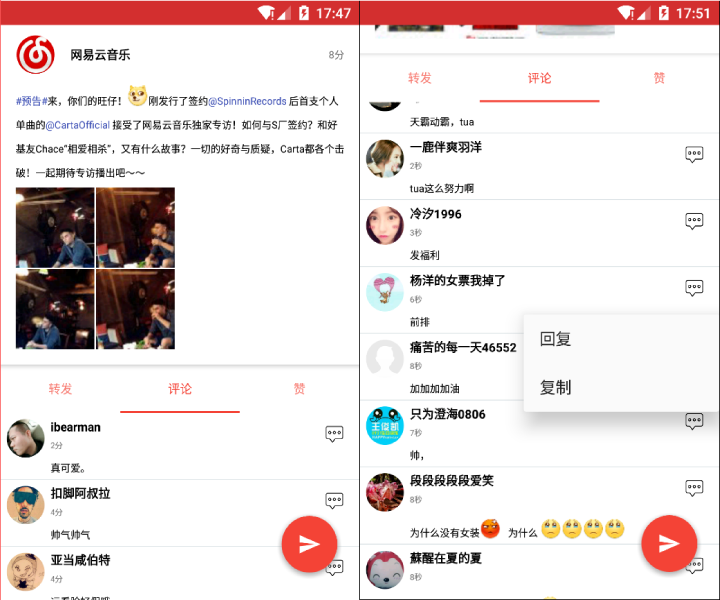 17:47
网易云音乐
8分
#预告#来，你们的旺仔！刚发行了签约@SpinninRecords 后首支个人
单曲的@CartaOfficial 接受了网易云音乐独家专访！如何与S厂签约？和好
基友Chace“相爱相杀”，又有什么故事？一切的好奇与质疑，Carta都各个击
破！一起期待专访播出吧～～
转发
评论
赞
ibearman
2分
真可爱。
扣脚阿叔拉
4分
帅气帅气
亚当咸伯特
4分
17:51
转发
评论
赞
天霸动霸，tua
一鹿伴爽羽洋
2秒
tua这么努力啊
冷汐1996
3秒
发福利
杨洋的女票我掉了
6秒
前排
痛苦的每一天46552
8秒
加加加加油
回复
复制
只为澄海0806
王俊凯
7秒
帅，
段段段段段爱笑
8秒
为什么没有女装 为什么
蘇醒在夏的夏
8秒